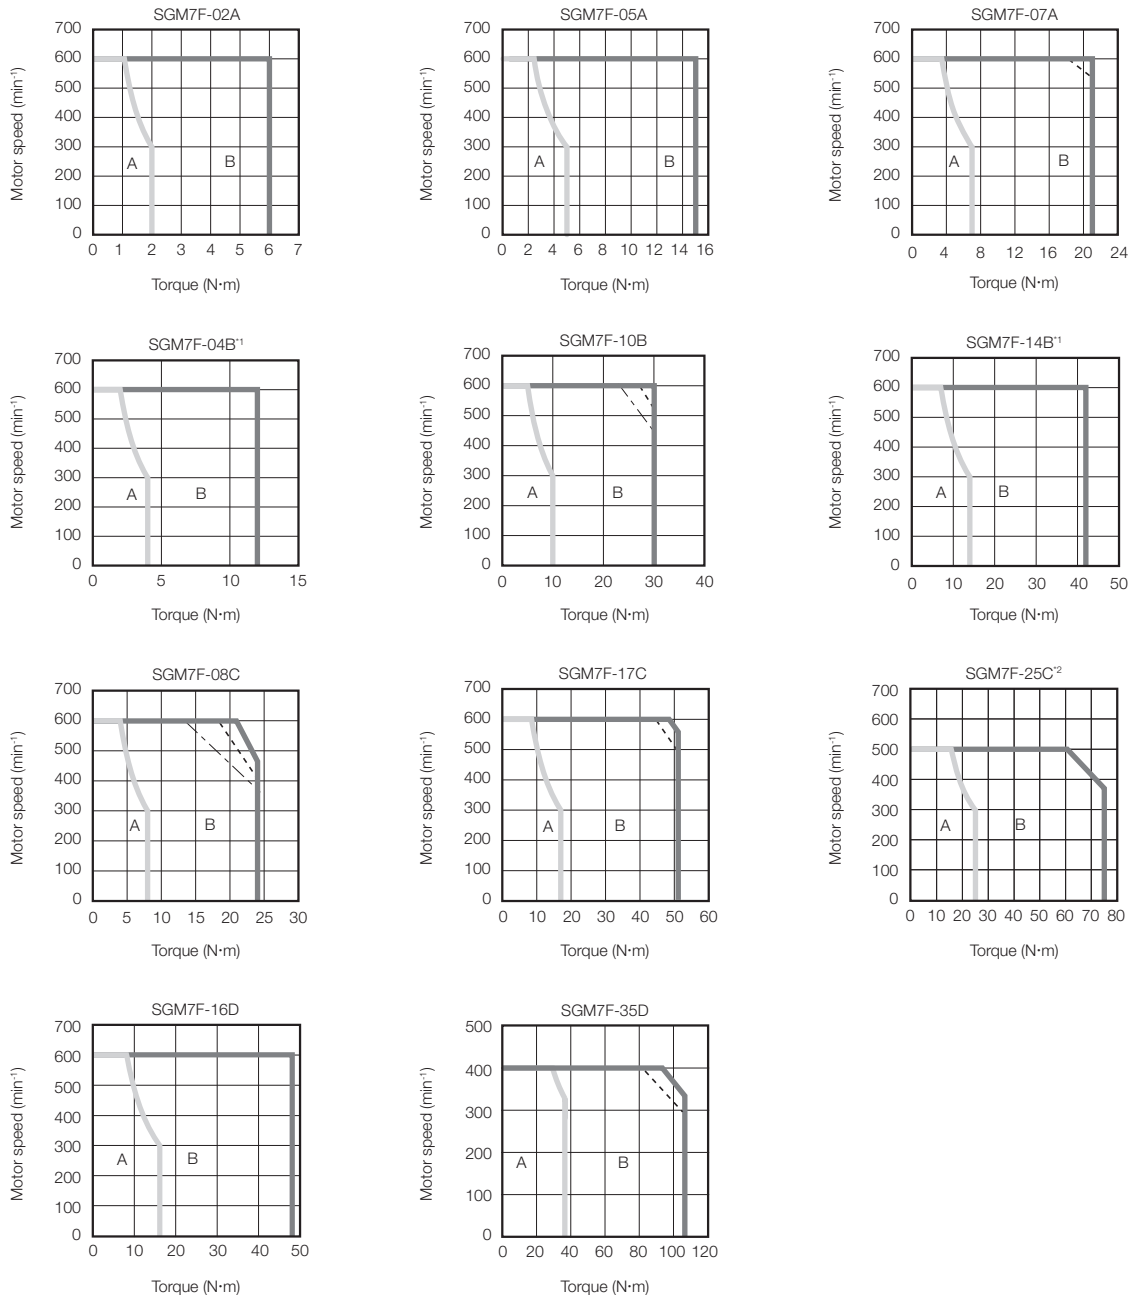 SGM7F-02A
Motor speed (min⁻¹)
700
600
500
400
300
200
100
0
A
B
0 1 2 3 4 5 6 7
Torque (N·m)
SGM7F-05A
Motor speed (min⁻¹)
700
600
500
400
300
200
100
0
A
B
0 2 4 6 8 10 12 14 16
Torque (N·m)
SGM7F-07A
Motor speed (min⁻¹)
700
600
500
400
300
200
100
0
A
B
0 4 8 12 16 20 24
Torque (N·m)
SGM7F-04B*1
Motor speed (min⁻¹)
700
600
500
400
300
200
100
0
A
B
0 5 10 15
Torque (N·m)
SGM7F-10B
Motor speed (min⁻¹)
700
600
500
400
300
200
100
0
A
B
0 10 20 30 40
Torque (N·m)
SGM7F-14B*1
Motor speed (min⁻¹)
700
600
500
400
300
200
100
0
A
B
0 10 20 30 40 50
Torque (N·m)
SGM7F-08C
Motor speed (min⁻¹)
700
600
500
400
300
200
100
0
A
B
0 5 10 15 20 25 30
Torque (N·m)
SGM7F-17C
Motor speed (min⁻¹)
700
600
500
400
300
200
100
0
A
B
0 10 20 30 40 50 60
Torque (N·m)
SGM7F-25C*2
Motor speed (min⁻¹)
700
600
500
400
300
200
100
0
A
B
0 10 20 30 40 50 60 70 80
Torque (N·m)
SGM7F-16D
Motor speed (min⁻¹)
700
600
500
400
300
200
100
0
A
B
0 10 20 30 40 50
Torque (N·m)
SGM7F-35D
Motor speed (min⁻¹)
500
400
300
200
100
0
A
B
0 20 40 60 80 100 120
Torque (N·m)